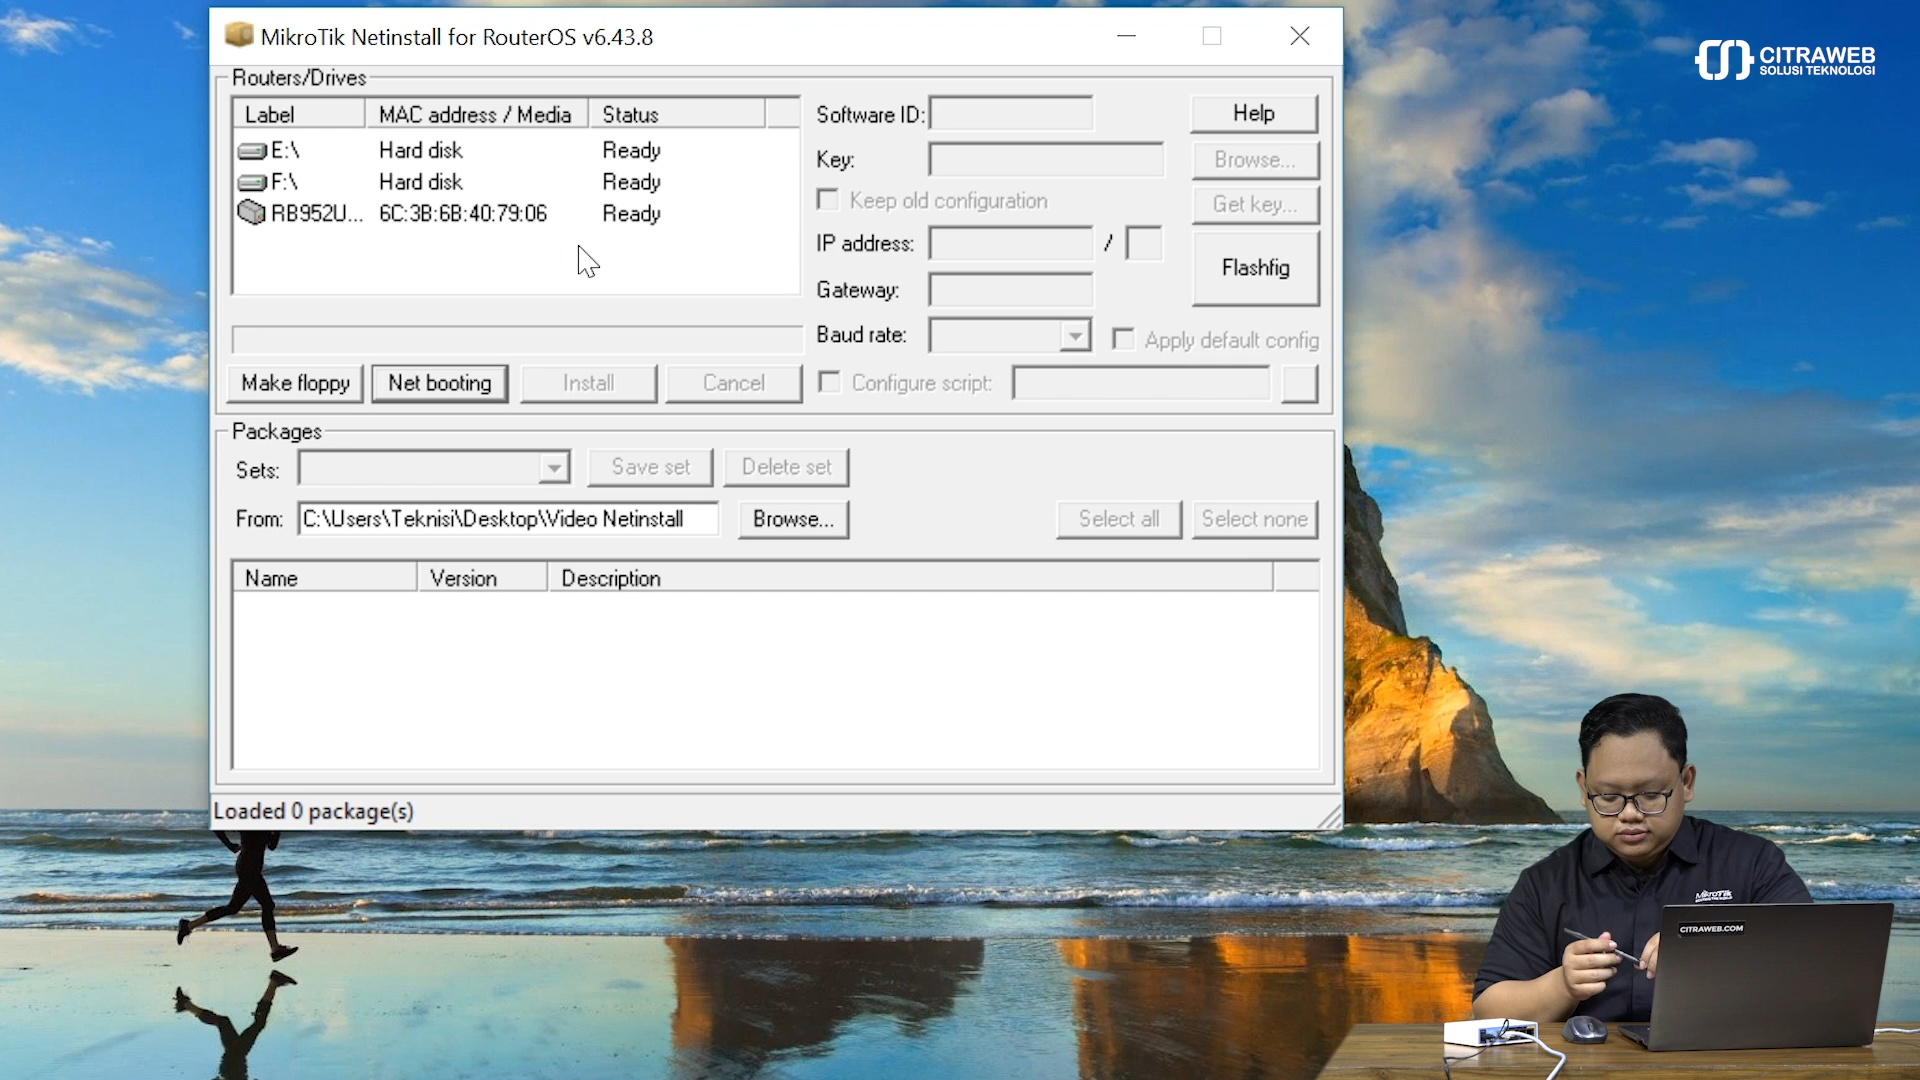 MikroTik Netinstall for RouterOS v6.43.8
CITRAWEB
SOLUSI TEKNOLOGI
Routers/Drives
Label MAC address / Media Status
E:\ Hard disk Ready
F:\ Hard disk Ready
RB952U... 6C:3B:6B:40:79:06 Ready
Software ID: Help
Key: Browse...
Keep old configuration Get key...
IP address: / Flashfig
Gateway:
Baud rate: Apply default config
Make floppy Net booting Install Cancel Configure script:
Packages
Sets: Save set Delete set
From: C:\Users\Teknisi\Desktop\Video Netinstall Browse... Select all Select none
Name Version Description
Loaded 0 package(s)
MikroTik
CITRAWEB.COM